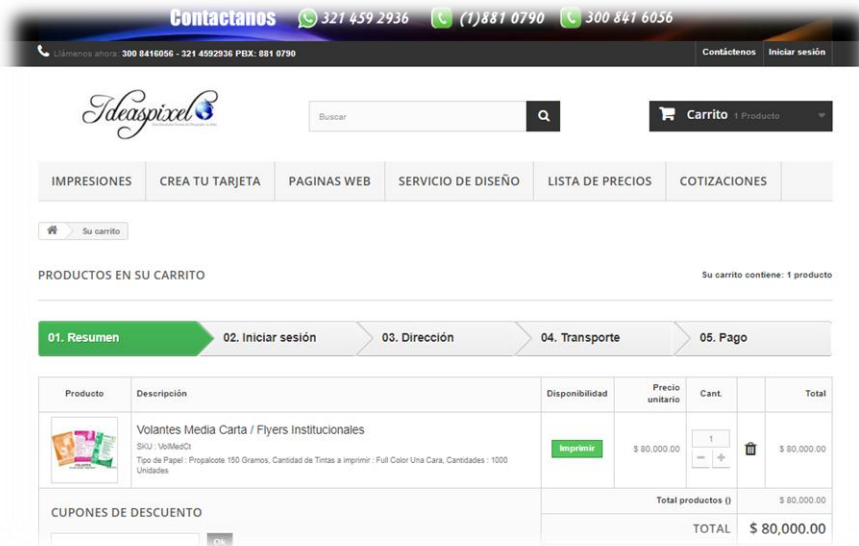 Contactanos 321 459 2936 (1)881 0790 300 841 6056
Llámenos ahora: 300 8416056 - 321 4592936 PBX: 881 0790 Contáctenos Iniciar sesión
Ideaspixel
Buscar
Carrito 1 Producto
IMPRESIONES CREA TU TARJETA PAGINAS WEB SERVICIO DE DISEÑO LISTA DE PRECIOS COTIZACIONES
Su carrito
PRODUCTOS EN SU CARRITO Su carrito contiene: 1 producto
01. Resumen 02. Iniciar sesión 03. Dirección 04. Transporte 05. Pago
Producto Descripción Disponibilidad Precio unitario Cant. Total
Volantes Media Carta / Flyers Institucionales
SKU : VolMedCt
Tipo de Papel : Propalcote 150 Gramos, Cantidad de Tintas a imprimir : Full Color Una Cara, Cantidades : 1000
Unidades
Imprimir $ 80,000.00 1 $ 80,000.00
Total productos () $ 80,000.00
CUPONES DE DESCUENTO
TOTAL $ 80,000.00
Ok